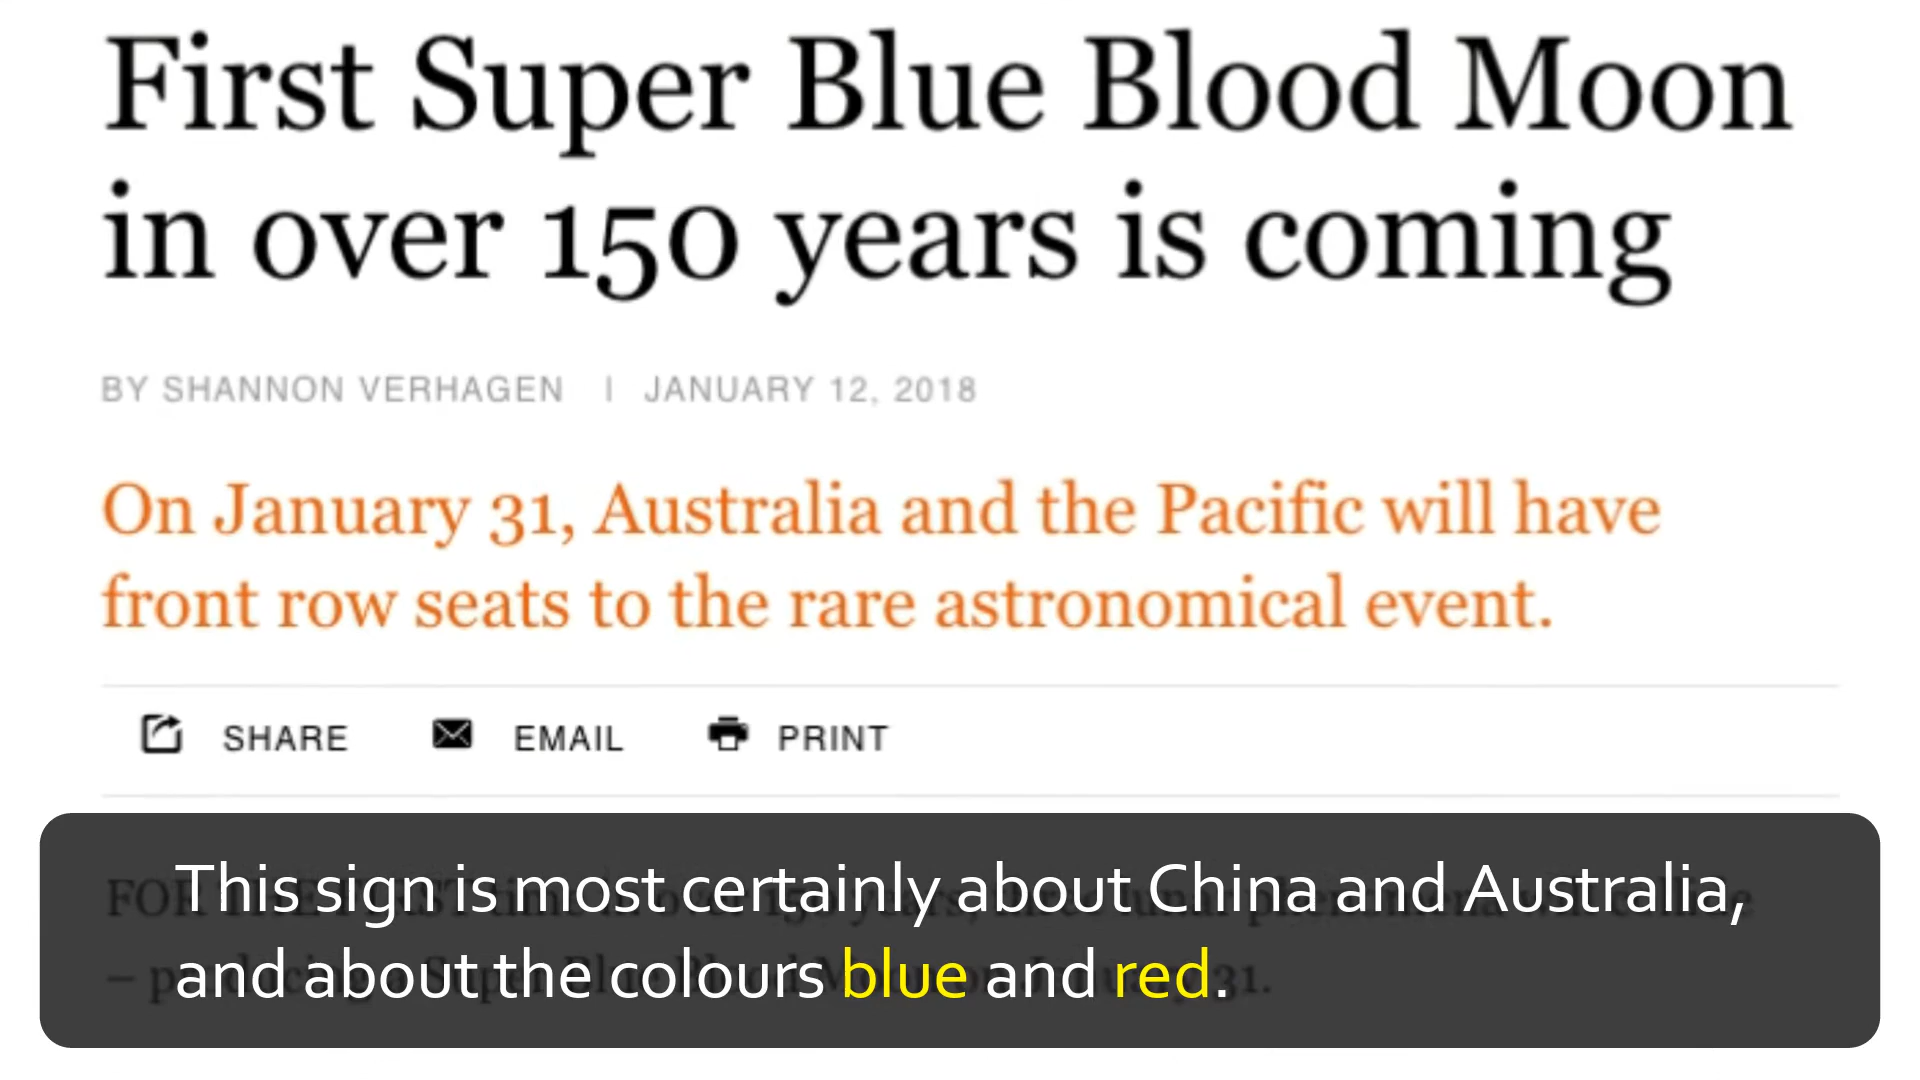 First Super Blue Blood Moon
in over 150 years is coming
BY SHANNON VERHAGEN | JANUARY 12, 2018
On January 31, Australia and the Pacific will have
front row seats to the rare astronomical event.
SHARE EMAIL PRINT
This sign is most certainly about China and Australia,
and about the colours blue and red.